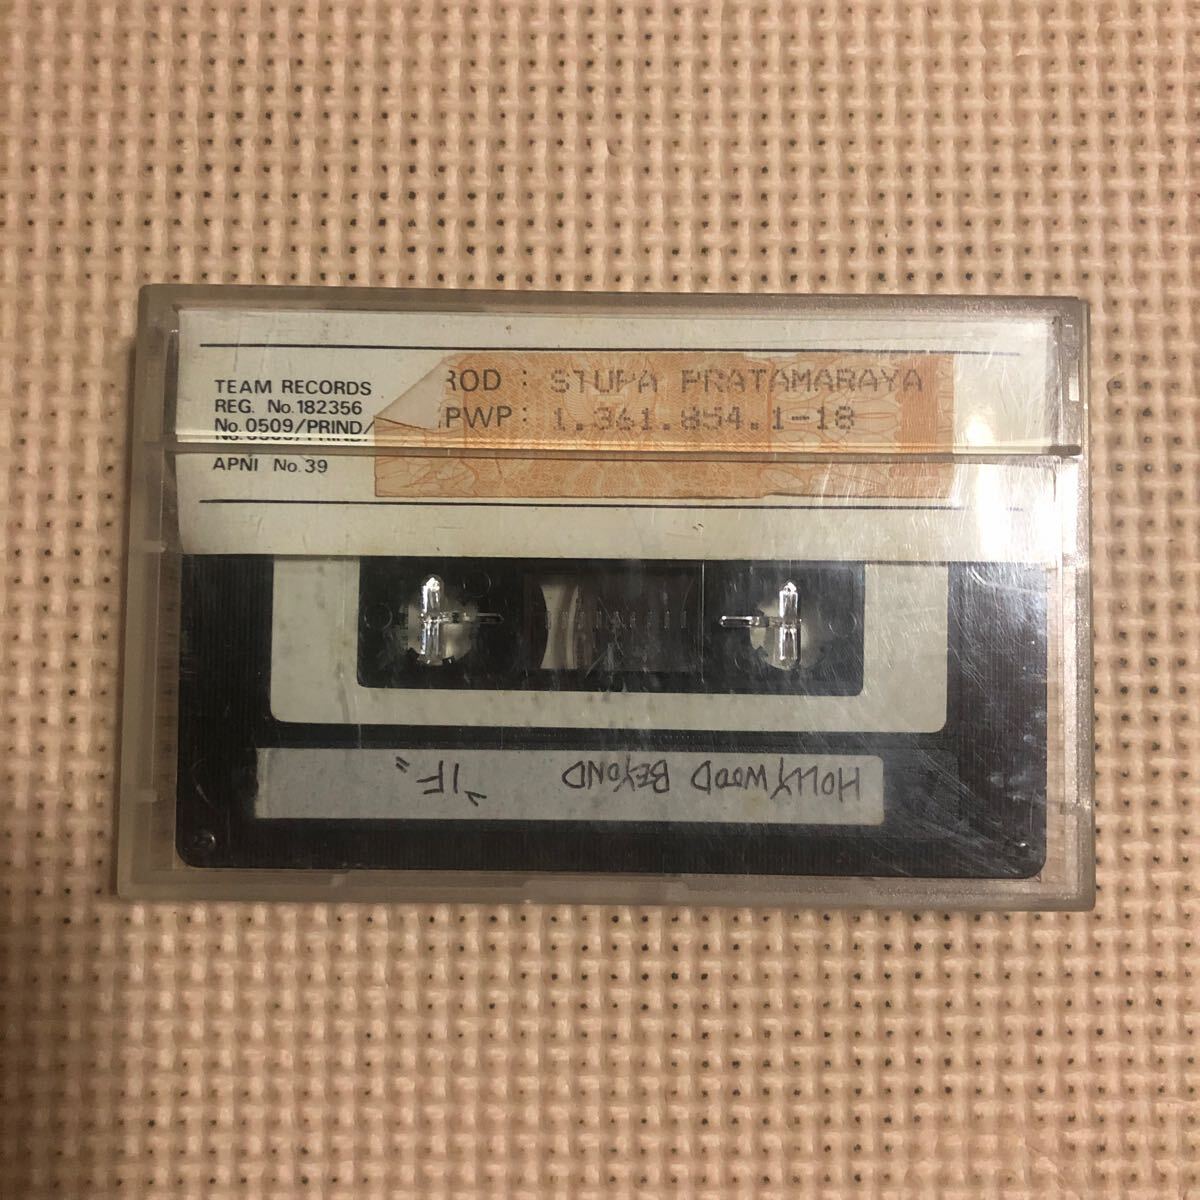 TEAM RECORDS
REG. No.182356
No.0509/PRIND/
APNI No.39
ROD : STUPA PRATAMARAYA
PWP: 1.361.854.1-18
HOLLYWOOD BEYOND "IF"